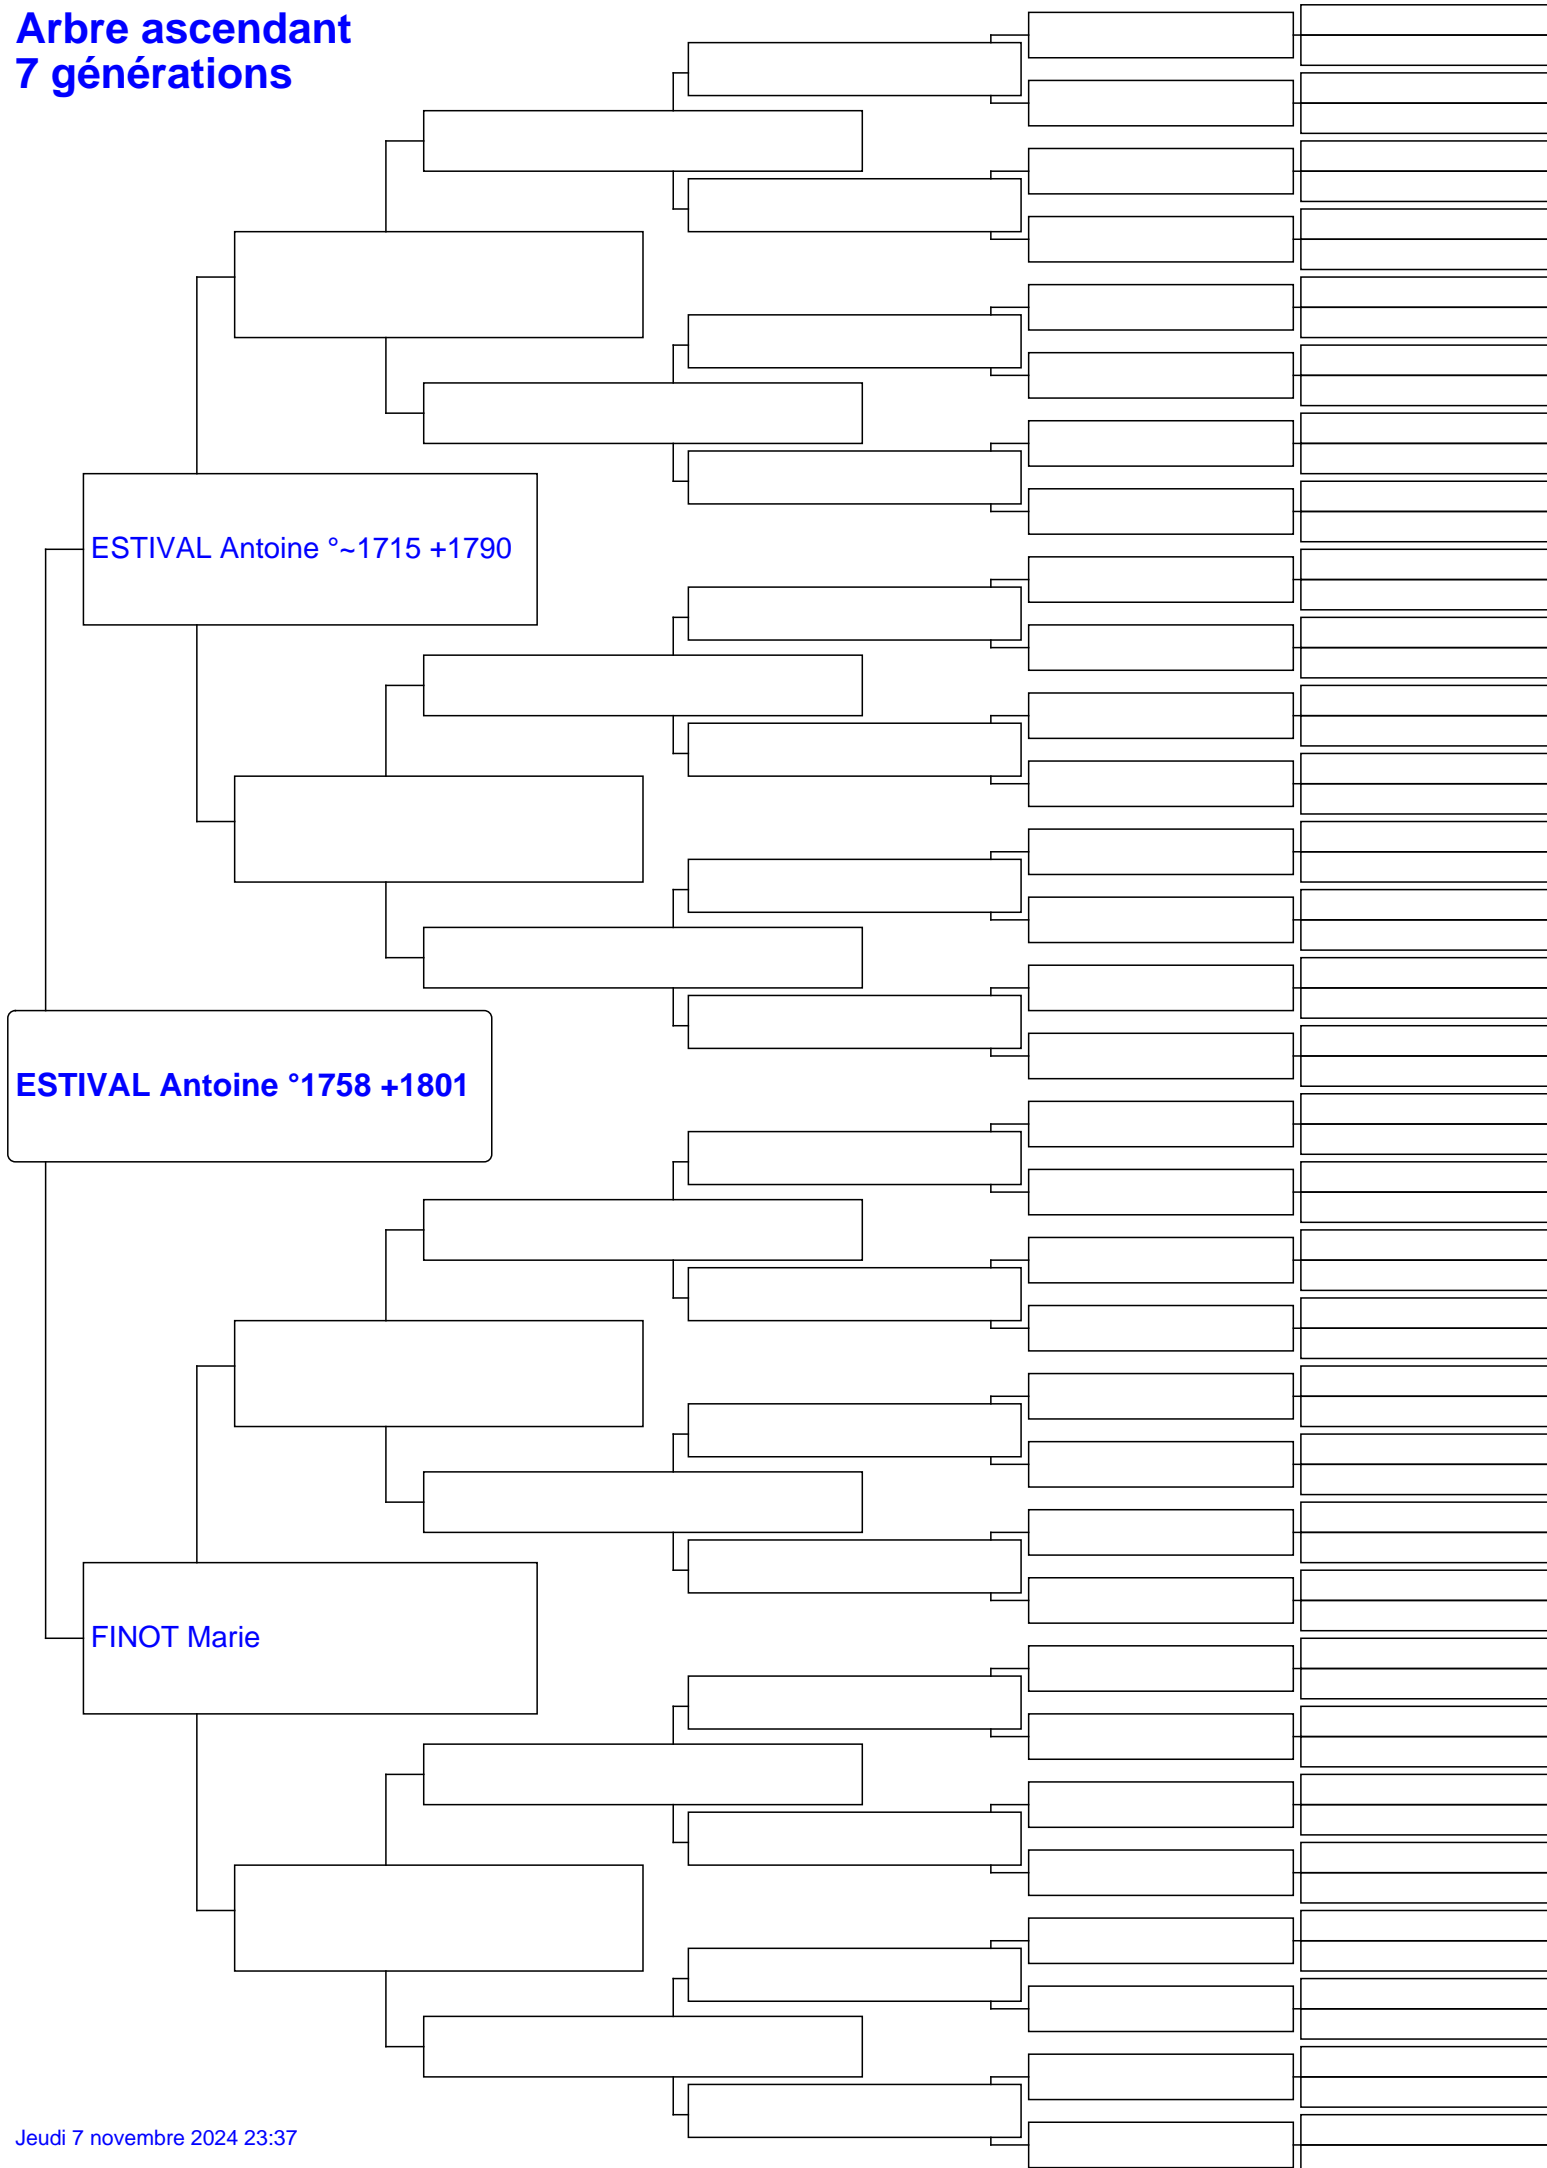 Arbre ascendant
7 générations
ESTIVAL Antoine °~1715 +1790
ESTIVAL Antoine °1758 +1801
FINOT Marie
Jeudi 7 novembre 2024 23:37